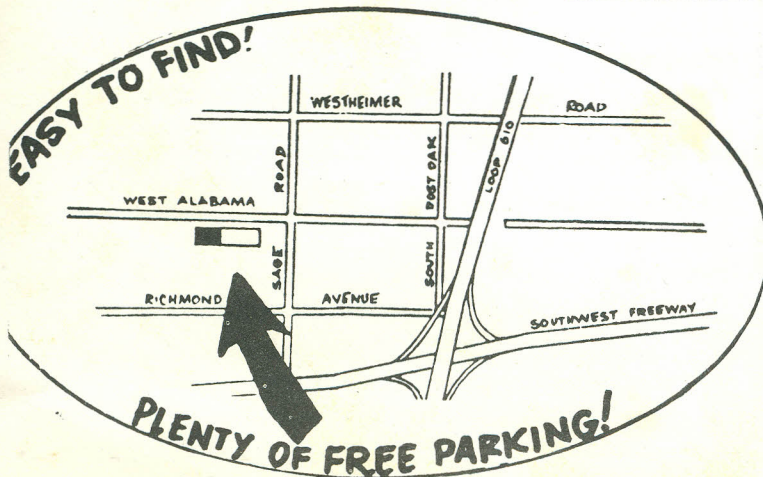 EASY TO FIND!
WESTHEIMER ROAD
ROAD
SOUTH POST OAK
LOOP 610
WEST ALABAMA
SAGE
RICHMOND AVENUE
SOUTHWEST FREEWAY
PLENTY OF FREE PARKING!